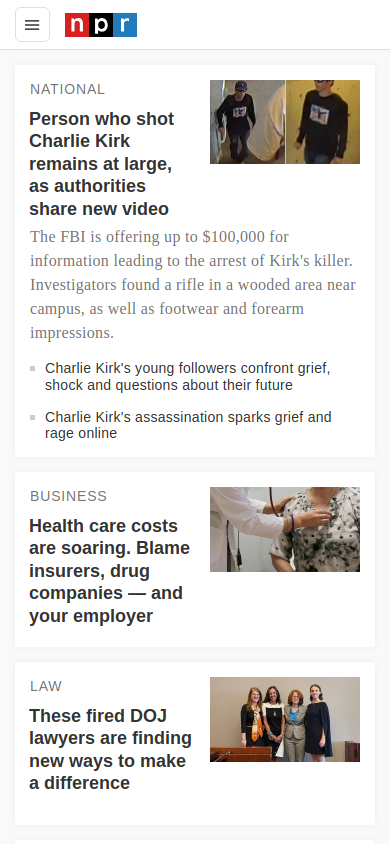 npr
NATIONAL
Person who shot
Charlie Kirk
remains at large,
as authorities
share new video
The FBI is offering up to $100,000 for
information leading to the arrest of Kirk's killer.
Investigators found a rifle in a wooded area near
campus, as well as footwear and forearm
impressions.
Charlie Kirk's young followers confront grief,
shock and questions about their future
Charlie Kirk's assassination sparks grief and
rage online
BUSINESS
Health care costs
are soaring. Blame
insurers, drug
companies — and
your employer
LAW
These fired DOJ
lawyers are finding
new ways to make
a difference